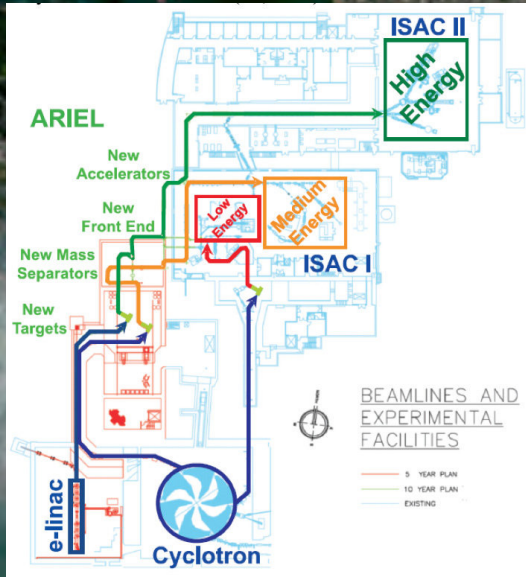 ISAC II
High
Energy
ARIEL
New
Accelerators
New
Front End
Low
Energy
Medium
Energy
New Mass
Separators
ISAC I
New
Targets
BEAMLINES AND
EXPERIMENTAL
FACILITIES
5 YEAR PLAN
10 YEAR PLAN
EXISTING
e-linac
Cyclotron